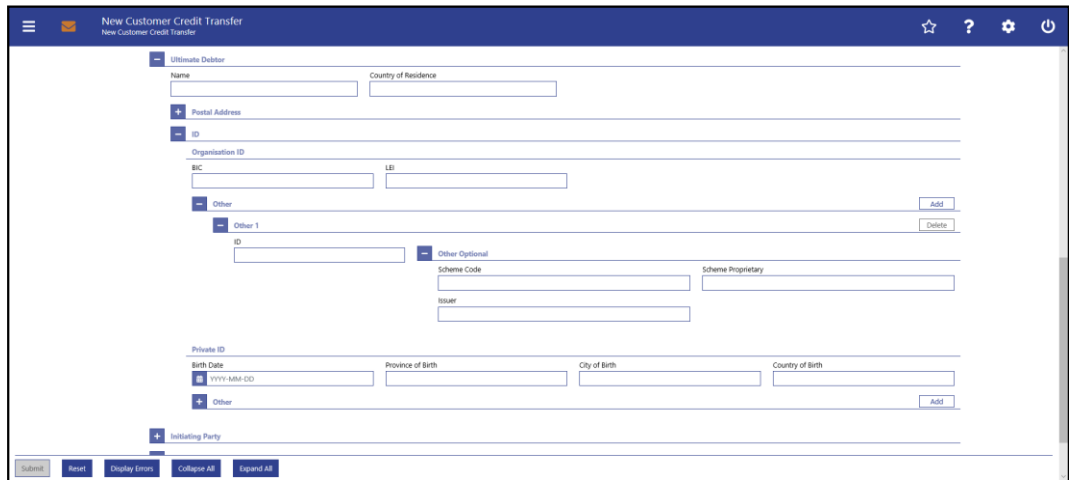 New Customer Credit Transfer
New Customer Credit Transfer
?
Ultimate Debtor
Name Country of Residence
Postal Address
ID
Organisation ID
BIC LEI
Other Add
Other 1 Delete
ID
Other Optional
Scheme Code Scheme Proprietary
Issuer
Private ID
Birth Date Province of Birth City of Birth Country of Birth
YYYY-MM-DD
Other Add
Initiating Party
Submit Reset Display Errors Collapse All Expand All